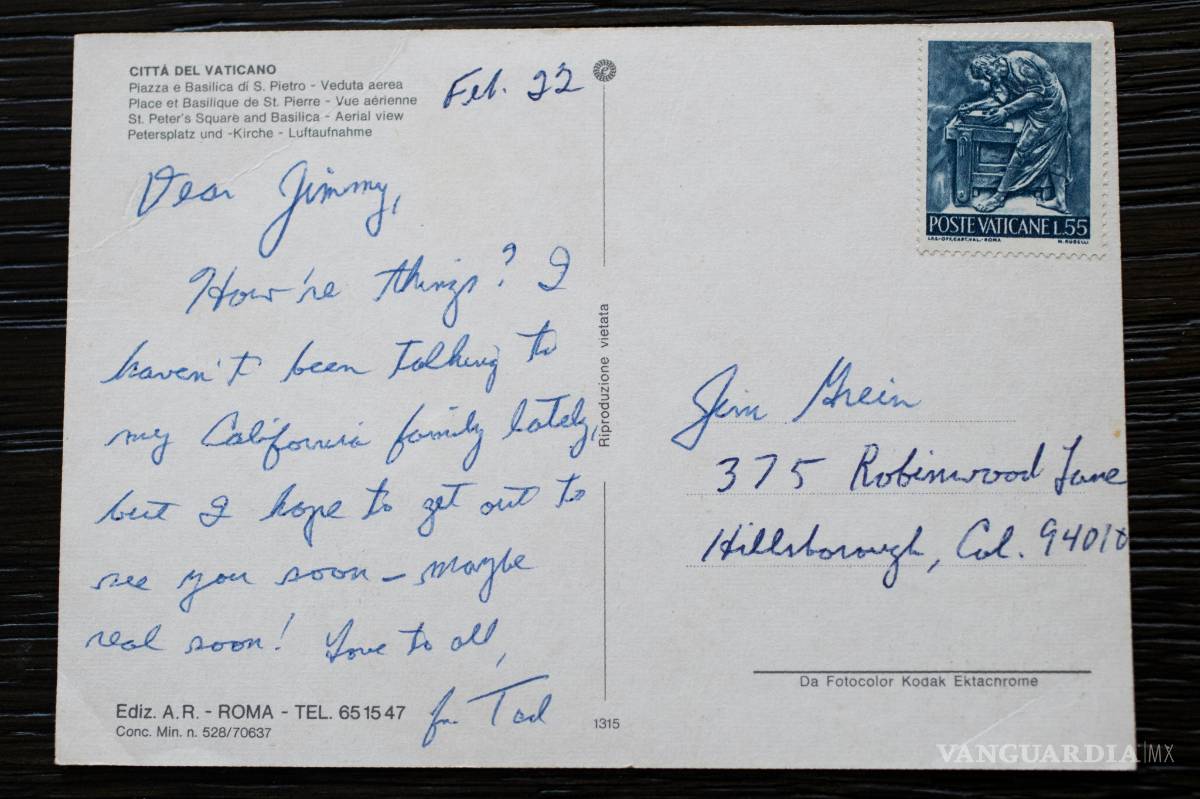 CITTÀ DEL VATICANO
Piazza e Basilica di S. Pietro - Veduta aerea
Place et Basilique de St. Pierre - Vue aérienne
St. Peter's Square and Basilica - Aerial view
Petersplatz und -Kirche - Luftaufnahme
Feb. 22
Dear Jimmy,
How're things? I
haven't been talking to
my California family lately,
but I hope to get out to
see you soon – maybe
real soon! Love to all,
fr. Ted
Ediz. A.R. - ROMA - TEL. 651547
Conc. Min. n. 528/70637
Riproduzione vietata
1315
POSTE VATICANE L.55
Jim Grein
375 Robinwood Lane
Hillsborough, Cal. 94010
Da Fotocolor Kodak Ektachrome
VANGUARDIA|MX